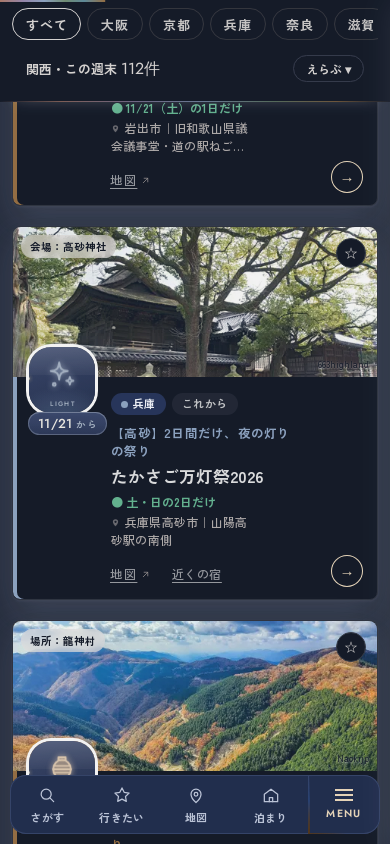 すべて
大阪
京都
兵庫
奈良
滋賀
関西・この週末 112件
えらぶ ▾
11/21（土）の1日だけ
岩出市｜旧和歌山県議
会議事堂・道の駅ねご…
地図 ↗
→
会場：高砂神社
☆
LIGHT
11/21 から
兵庫
これから
【高砂】2日間だけ、夜の灯り
の祭り
たかさご万灯祭2026
土・日の2日だけ
兵庫県高砂市｜山陽高
砂駅の南側
地図 ↗
近くの宿
→
場所：龍神村
☆
さがす
行きたい
地図
泊まり
MENU